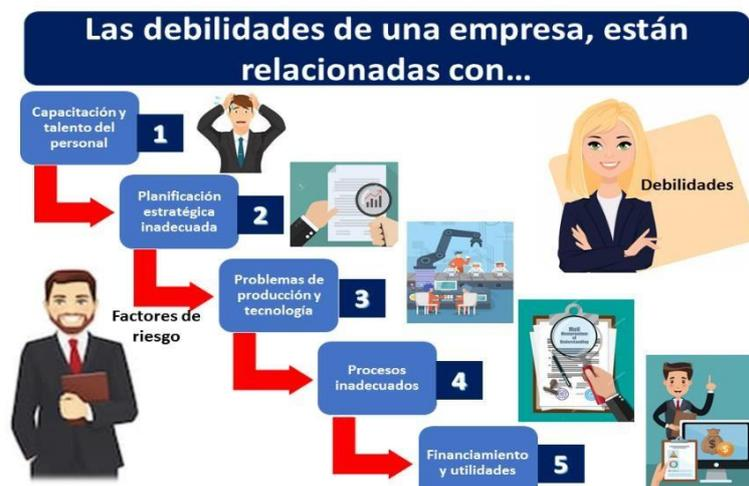 Las debilidades de una empresa, están
relacionadas con...
Capacitación y
talento del
personal
1
Debilidades
Planificación
estratégica
inadecuada
2
Problemas de
producción y
tecnología
3
Factores de
riesgo
Procesos
inadecuados
4
Financiamiento
y utilidades
5